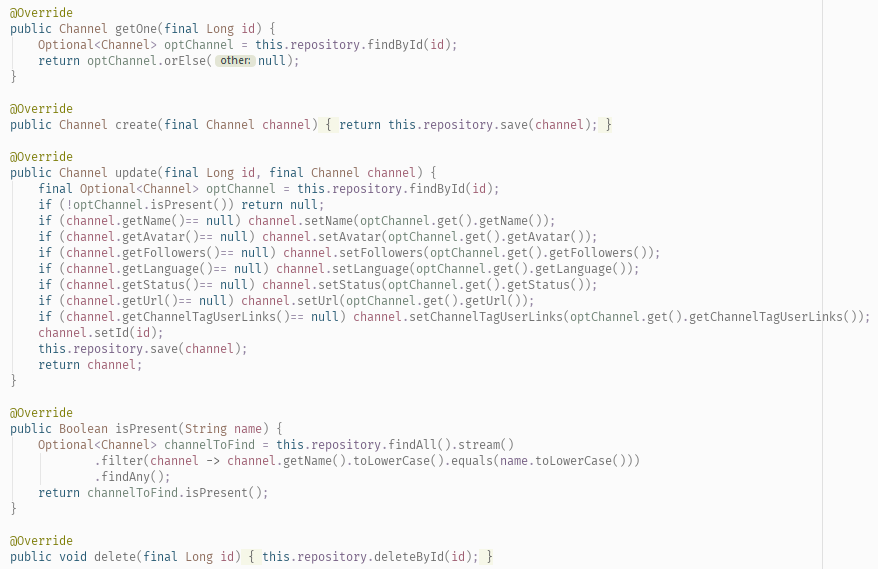 @Override
public Channel getOne(final Long id) {
    Optional<Channel> optChannel = this.repository.findById(id);
    return optChannel.orElse( other: null);
}
@Override
public Channel create(final Channel channel) { return this.repository.save(channel); }
@Override
public Channel update(final Long id, final Channel channel) {
    final Optional<Channel> optChannel = this.repository.findById(id);
    if (!optChannel.isPresent()) return null;
    if (channel.getName()== null) channel.setName(optChannel.get().getName());
    if (channel.getAvatar()== null) channel.setAvatar(optChannel.get().getAvatar());
    if (channel.getFollowers()== null) channel.setFollowers(optChannel.get().getFollowers());
    if (channel.getLanguage()== null) channel.setLanguage(optChannel.get().getLanguage());
    if (channel.getStatus()== null) channel.setStatus(optChannel.get().getStatus());
    if (channel.getUrl()== null) channel.setUrl(optChannel.get().getUrl());
    if (channel.getChannelTagUserLinks()== null) channel.setChannelTagUserLinks(optChannel.get().getChannelTagUserLinks());
    channel.setId(id);
    this.repository.save(channel);
    return channel;
}
@Override
public Boolean isPresent(String name) {
    Optional<Channel> channelToFind = this.repository.findAll().stream()
            .filter(channel -> channel.getName().toLowerCase().equals(name.toLowerCase()))
            .findAny();
    return channelToFind.isPresent();
}
@Override
public void delete(final Long id) { this.repository.deleteById(id); }